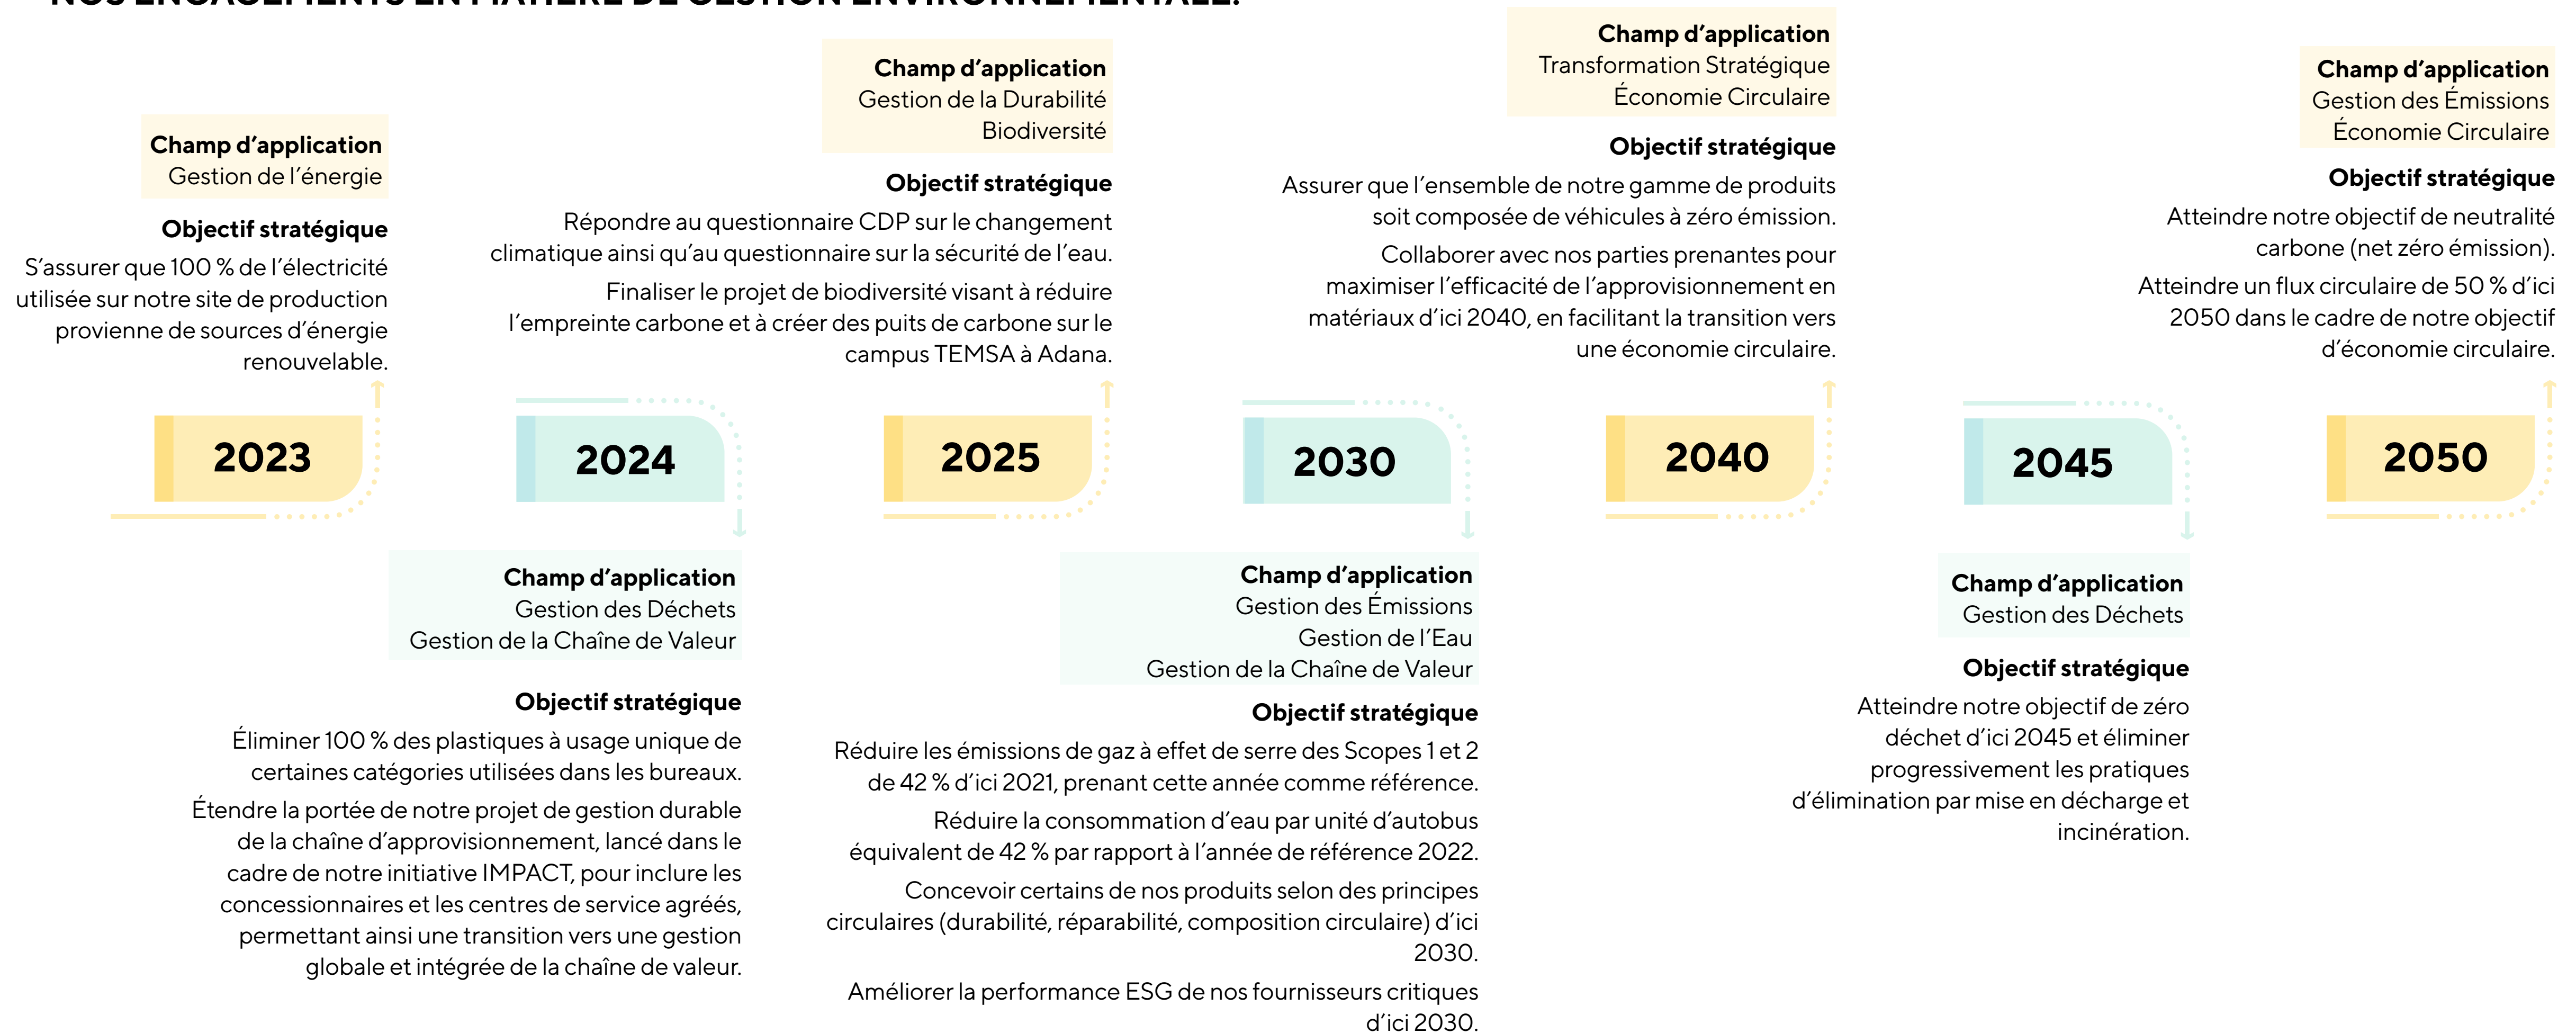 NOS ENGAGEMENTS EN MATIÈRE DE GESTION ENVIRONNEMENTALE:
Champ d’application
Gestion de l’énergie
Objectif stratégique
S’assurer que 100 % de l’électricité
utilisée sur notre site de production
provienne de sources d’énergie
renouvelable.
2023
2024
Champ d’application
Gestion des Déchets
Gestion de la Chaîne de Valeur
Objectif stratégique
Éliminer 100 % des plastiques à usage unique de
certaines catégories utilisées dans les bureaux.
Étendre la portée de notre projet de gestion durable
de la chaîne d’approvisionnement, lancé dans le
cadre de notre initiative IMPACT, pour inclure les
concessionnaires et les centres de service agréés,
permettant ainsi une transition vers une gestion
globale et intégrée de la chaîne de valeur.
Champ d’application
Gestion de la Durabilité
Biodiversité
Objectif stratégique
Répondre au questionnaire CDP sur le changement
climatique ainsi qu’au questionnaire sur la sécurité de l’eau.
Finaliser le projet de biodiversité visant à réduire
l’empreinte carbone et à créer des puits de carbone sur le
campus TEMSA à Adana.
2025
2030
Champ d’application
Gestion des Émissions
Gestion de l’Eau
Gestion de la Chaîne de Valeur
Objectif stratégique
Réduire les émissions de gaz à effet de serre des Scopes 1 et 2
de 42 % d’ici 2021, prenant cette année comme référence.
Réduire la consommation d’eau par unité d’autobus
équivalent de 42 % par rapport à l’année de référence 2022.
Concevoir certains de nos produits selon des principes
circulaires (durabilité, réparabilité, composition circulaire) d’ici
2030.
Améliorer la performance ESG de nos fournisseurs critiques
d’ici 2030.
Champ d’application
Transformation Stratégique
Économie Circulaire
Objectif stratégique
Assurer que l’ensemble de notre gamme de produits
soit composée de véhicules à zéro émission.
Collaborer avec nos parties prenantes pour
maximiser l’efficacité de l’approvisionnement en
matériaux d’ici 2040, en facilitant la transition vers
une économie circulaire.
2040
2045
Champ d’application
Gestion des Déchets
Objectif stratégique
Atteindre notre objectif de zéro
déchet d’ici 2045 et éliminer
progressivement les pratiques
d’élimination par mise en décharge et
incinération.
Champ d’application
Gestion des Émissions
Économie Circulaire
Objectif stratégique
Atteindre notre objectif de neutralité
carbone (net zéro émission).
Atteindre un flux circulaire de 50 % d’ici
2050 dans le cadre de notre objectif
d’économie circulaire.
2050